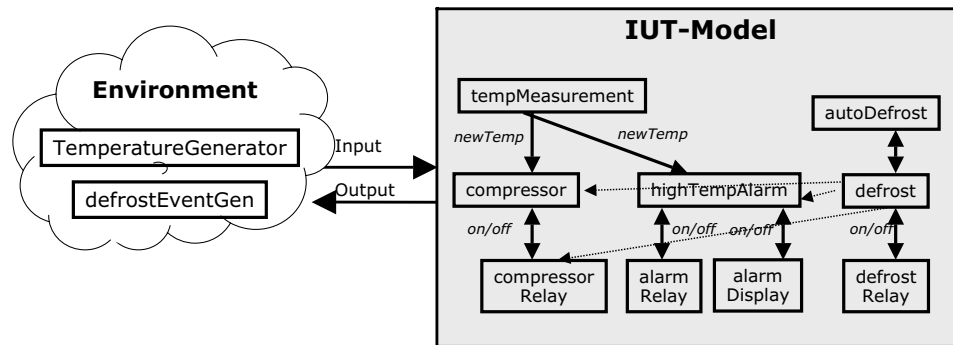 IUT-Model
Environment
tempMeasurement
autoDefrost
TemperatureGenerator
Input
newTemp
newTemp
defrostEventGen
Output
compressor
highTempAlarm
defrost
on/off
on/off
on/off
on/off
compressor
Relay
alarm
Relay
alarm
Display
defrost
Relay